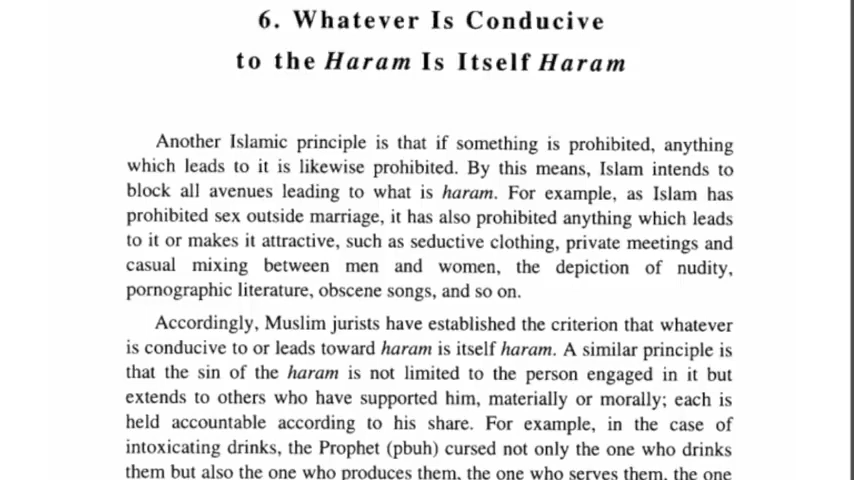 6. Whatever Is Conducive
to the Haram Is Itself Haram
Another Islamic principle is that if something is prohibited, anything
which leads to it is likewise prohibited. By this means, Islam intends to
block all avenues leading to what is haram. For example, as Islam has
prohibited sex outside marriage, it has also prohibited anything which leads
to it or makes it attractive, such as seductive clothing, private meetings and
casual mixing between men and women, the depiction of nudity,
pornographic literature, obscene songs, and so on.
Accordingly, Muslim jurists have established the criterion that whatever
is conducive to or leads toward haram is itself haram. A similar principle is
that the sin of the haram is not limited to the person engaged in it but
extends to others who have supported him, materially or morally; each is
held accountable according to his share. For example, in the case of
intoxicating drinks, the Prophet (pbuh) cursed not only the one who drinks
them but also the one who produces them, the one who serves them, the one